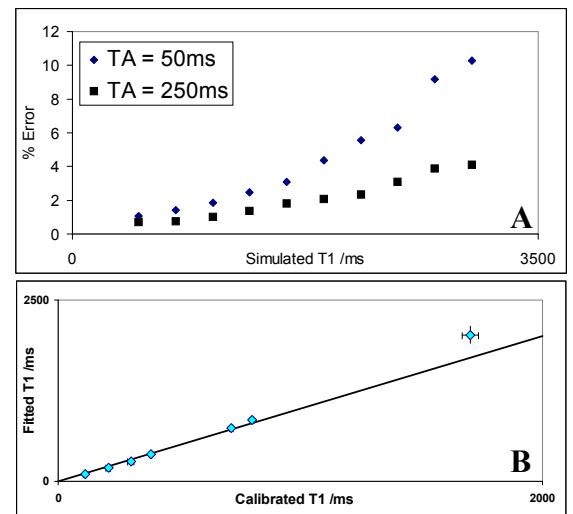 12
10
8
6
4
2
0
% Error
TA = 50ms
TA = 250ms
A
0
Simulated T1 /ms
3500
2500
0
Fitted T1 /ms
B
0
Calibrated T1 /ms
2000